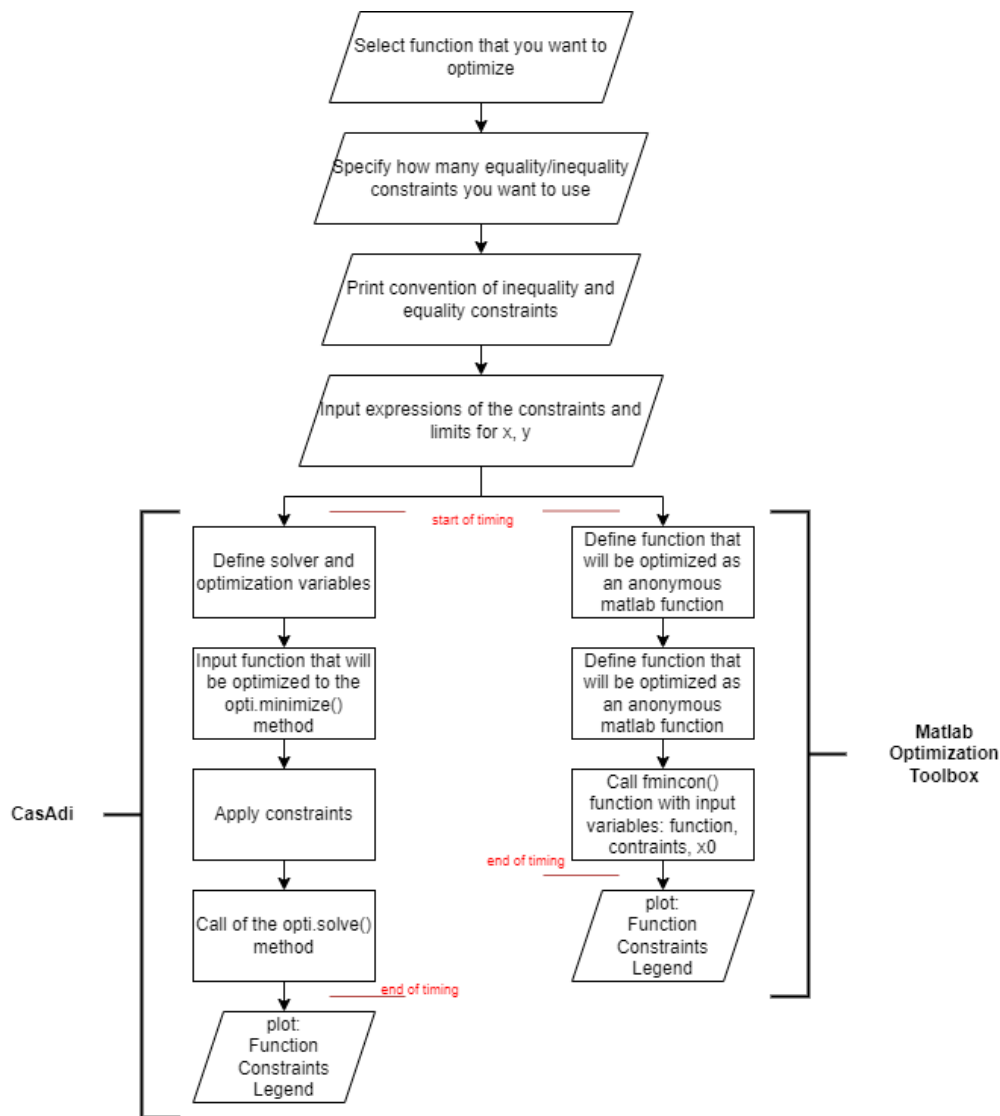 Select function that you want to
optimize
Specify how many equality/inequality
constraints you want to use
Print convention of inequality and
equality constraints
Input expressions of the constraints and
limits for x, y
start of timing
CasAdi
Define solver and
optimization variables
Input function that will
be optimized to the
opti.minimize()
method
Apply constraints
Call of the opti.solve()
method
end of timing
plot:
Function
Constraints
Legend
Define function that
will be optimized as
an anonymous
matlab function
Define function that
will be optimized as
an anonymous
matlab function
Call fmincon()
function with input
variables: function,
contraints, x0
end of timing
plot:
Function
Constraints
Legend
Matlab
Optimization
Toolbox